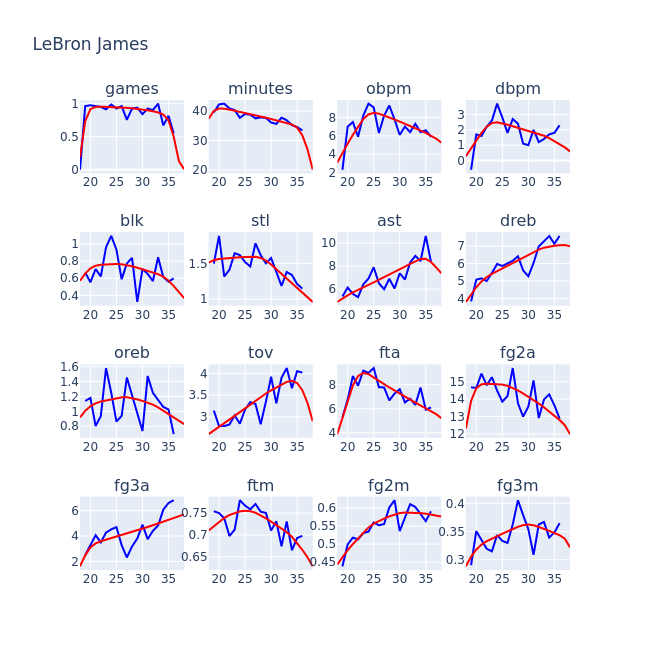 LeBron James
games minutes obpm dbpm
1 0.5 0 20 25 30 35
40 30 20 20 25 30 35
8 6 4 2 20 25 30 35
3 2 1 0 20 25 30 35
blk stl ast dreb
1 0.8 0.6 0.4 20 25 30 35
1.5 1 20 25 30 35
10 8 6 20 25 30 35
7 6 5 4 20 25 30 35
oreb tov fta fg2a
1.6 1.4 1.2 1 0.8 20 25 30 35
4 3.5 3 20 25 30 35
8 6 4 20 25 30 35
15 14 13 12 20 25 30 35
fg3a ftm fg2m fg3m
6 4 2 20 25 30 35
0.75 0.7 0.65 20 25 30 35
0.6 0.55 0.5 0.45 20 25 30 35
0.4 0.35 0.3 20 25 30 35